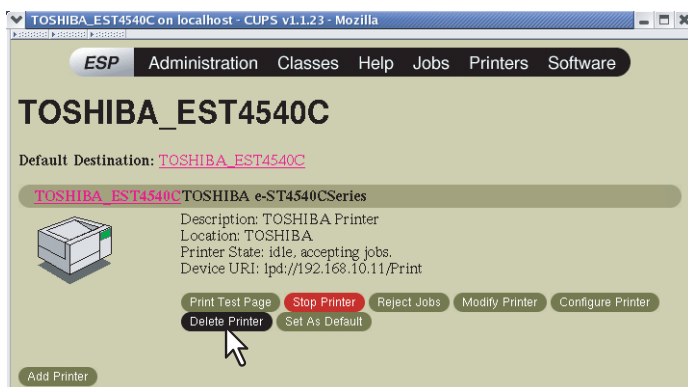 TOSHIBA_EST4540C on localhost - CUPS v1.1.23 - Mozilla
ESP Administration Classes Help Jobs Printers Software
TOSHIBA_EST4540C
Default Destination: TOSHIBA_EST4540C
TOSHIBA_EST4540C TOSHIBA e-ST4540CSeries
Description: TOSHIBA Printer
Location: TOSHIBA
Printer State: idle, accepting jobs.
Device URI: lpd://192.168.10.11/Print
Print Test Page Stop Printer Reject Jobs Modify Printer Configure Printer
Delete Printer Set As Default
Add Printer